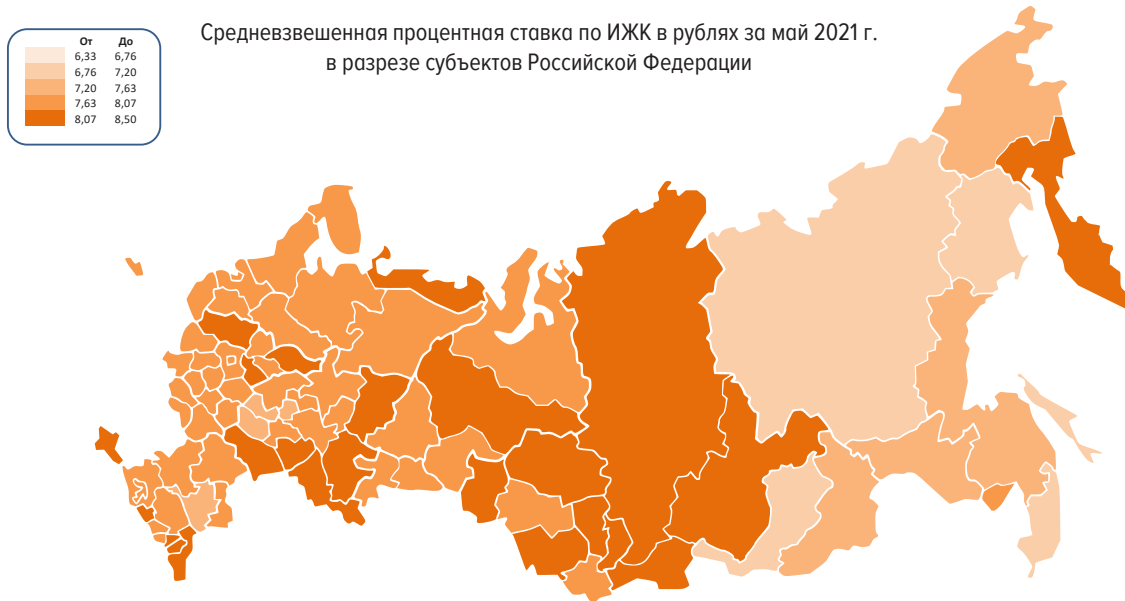 Средневзвешенная процентная ставка по ИЖК в рублях за май 2021 г.
в разрезе субъектов Российской Федерации
От До
6,33 6,76
6,76 7,20
7,20 7,63
7,63 8,07
8,07 8,50